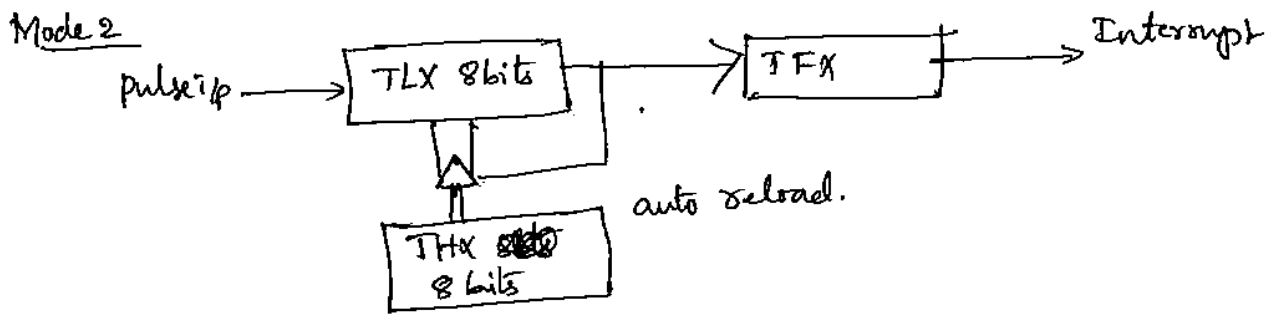 Mode 2
pulse i/p
TLX 8bits
TFX
Interrupt
auto reload.
THX
8 bits